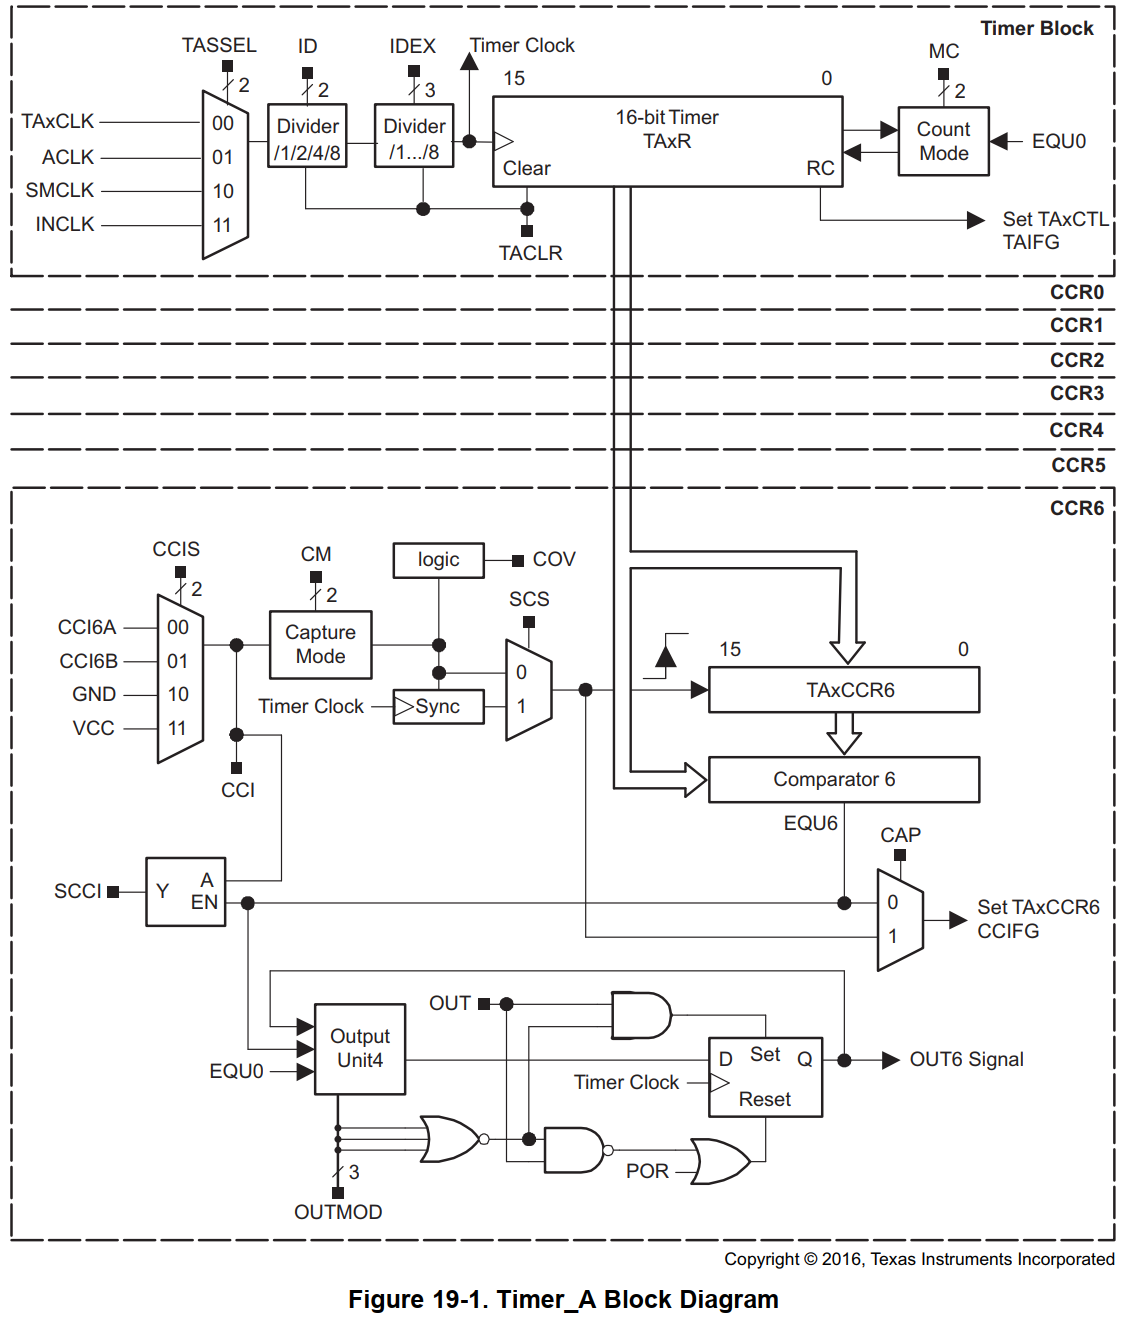 Timer Block
TASSEL
ID
IDEX
Timer Clock
MC
2
2
3
15
0
2
TAxCLK
ACLK
SMCLK
INCLK
00
01
10
11
Divider
/1/2/4/8
Divider
/1.../8
16-bit Timer
TAxR
Clear
RC
Count
Mode
EQU0
Set TAxCTL
TAIFG
TACLR
CCR0
CCR1
CCR2
CCR3
CCR4
CCR5
CCR6
CCIS
2
CM
2
logic
COV
SCS
CCI6A
CCI6B
GND
VCC
00
01
10
11
Capture
Mode
Timer Clock
Sync
0
1
15
0
TAxCCR6
Comparator 6
EQU6
CCI
CAP
SCCI
Y
A
EN
0
1
Set TAxCCR6
CCIFG
OUT
Output
Unit4
EQU0
D
Set
Q
Timer Clock
Reset
OUT6 Signal
POR
3
OUTMOD
Copyright © 2016, Texas Instruments Incorporated
Figure 19-1. Timer_A Block Diagram